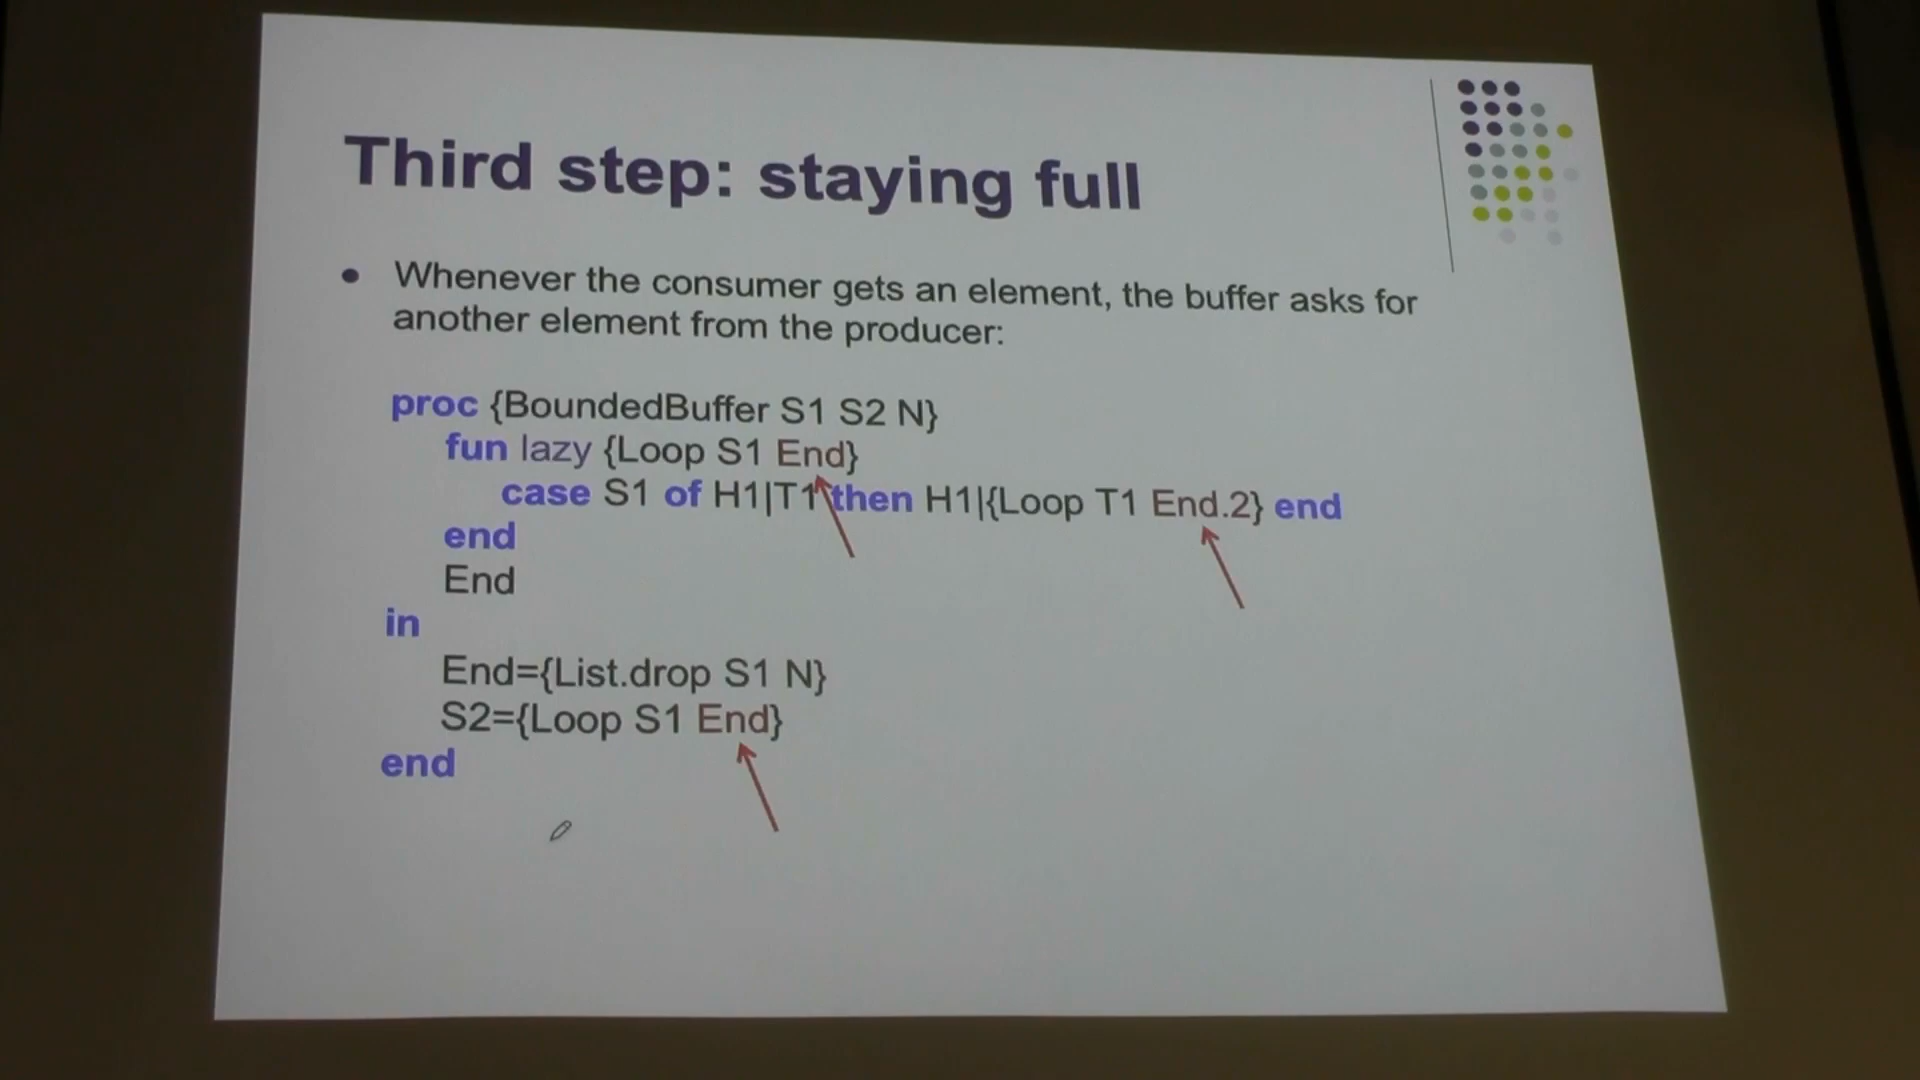 Third step: staying full
Whenever the consumer gets an element, the buffer asks for
another element from the producer:
proc {BoundedBuffer S1 S2 N}
fun lazy {Loop S1 End}
case S1 of H1|T1 then H1|{Loop T1 End.2} end
end
End
in
End={List.drop S1 N}
S2={Loop S1 End}
end